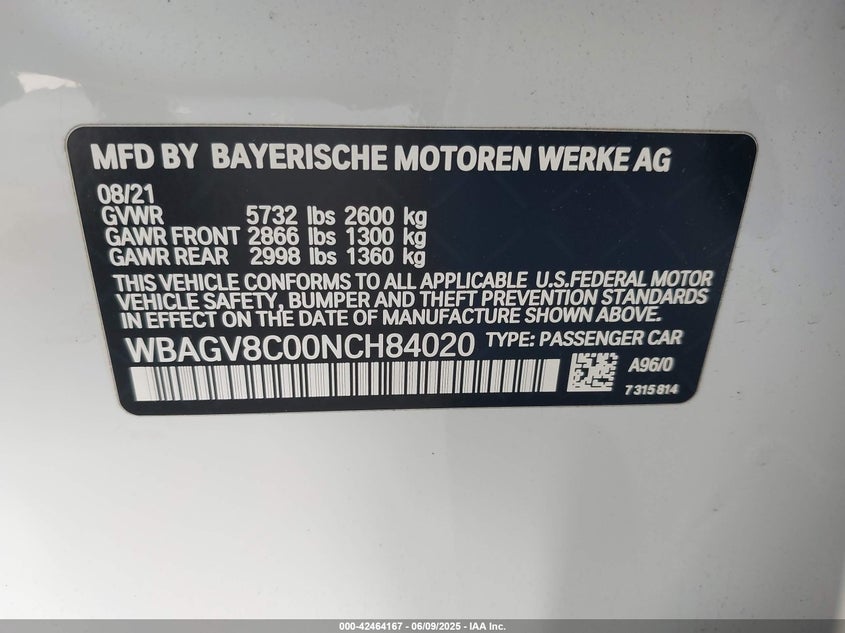 MFD BY BAYERISCHE MOTOREN WERKE AG
08/21
GVWR 5732 lbs 2600 kg
GAWR FRONT 2866 lbs 1300 kg
GAWR REAR 2998 lbs 1360 kg
THIS VEHICLE CONFORMS TO ALL APPLICABLE U.S.FEDERAL MOTOR
VEHICLE SAFETY, BUMPER AND THEFT PREVENTION STANDARDS
IN EFFECT ON THE DATE OF MANUFACTURE SHOWN ABOVE.
WBAGV8C00NCH84020 TYPE: PASSENGER CAR
A96/0
7 315 814
000-42464167 - 06/09/2025 - IAA Inc.